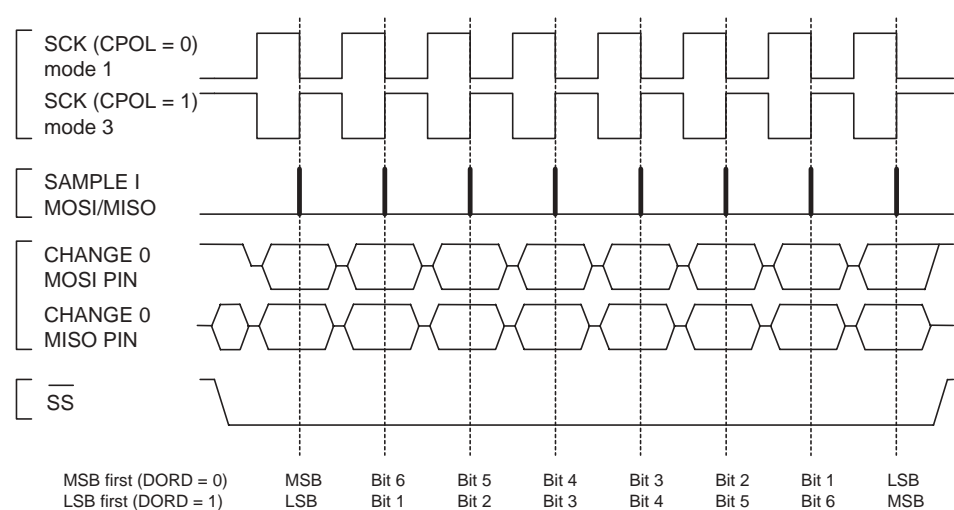 SCK (CPOL = 0)
mode 1
SCK (CPOL = 1)
mode 3
SAMPLE I
MOSI/MISO
CHANGE 0
MOSI PIN
CHANGE 0
MISO PIN
SS
MSB first (DORD = 0) MSB Bit 6 Bit 5 Bit 4 Bit 3 Bit 2 Bit 1 LSB
LSB first (DORD = 1) LSB Bit 1 Bit 2 Bit 3 Bit 4 Bit 5 Bit 6 MSB